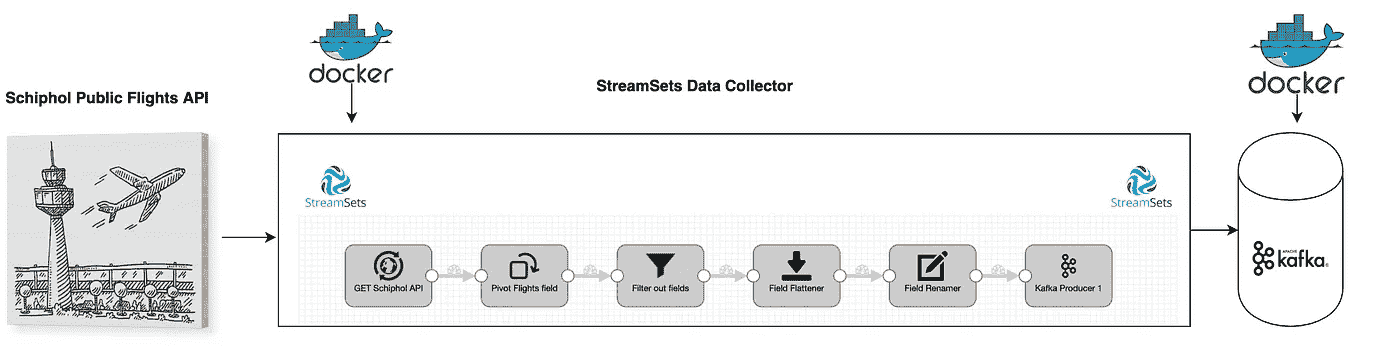 docker
docker
StreamSets Data Collector
Schiphol Public Flights API
StreamSets
StreamSets
GET Schiphol API
Pivot Flights field
Filter out fields
Field Flattener
Field Renamer
Kafka Producer 1
APACHE
kafka®